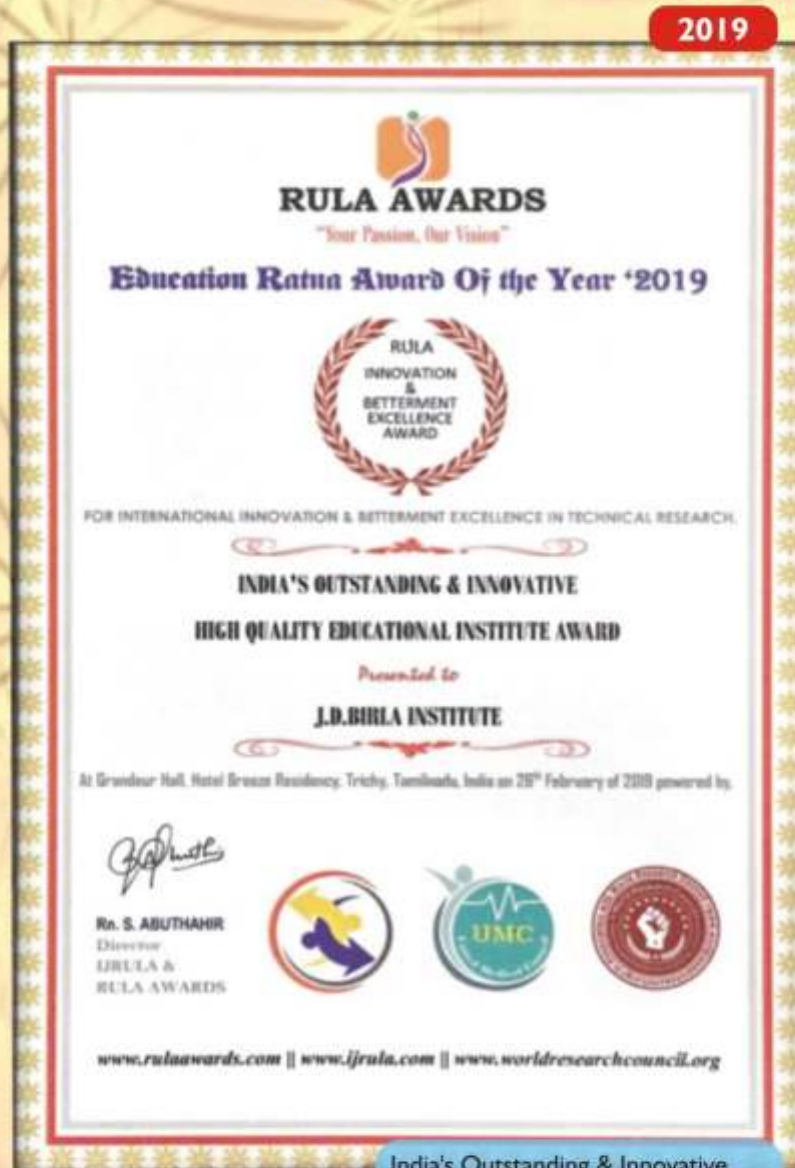 2019
RULA AWARDS
"Your Passion, Our Vision"
Education Ratna Award Of the Year '2019
RULA
INNOVATION
&
BETTERMENT
EXCELLENCE
AWARD
FOR INTERNATIONAL INNOVATION & BETTERMENT EXCELLENCE IN TECHNICAL RESEARCH.
INDIA'S OUTSTANDING & INNOVATIVE
HIGH QUALITY EDUCATIONAL INSTITUTE AWARD
Presented to
J.D.BIRLA INSTITUTE
At Grandeur Hall, Hotel Breeze Residency, Trichy, Tamilnadu, India on 28th February of 2019 powered by,
Rn. S. ABUTHAHIR
Director
IJRULA &
RULA AWARDS
UMC
www.rulaawards.com || www.ijrula.com || www.worldresearchcouncil.org
India's Outstanding & Innovative